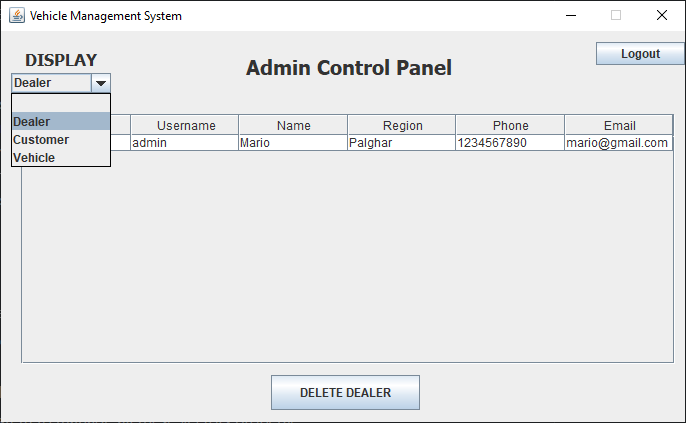 Vehicle Management System
DISPLAY
Admin Control Panel
Logout
Dealer
Dealer
Customer
Vehicle
Username Name Region Phone Email
admin Mario Palghar 1234567890 mario@gmail.com
DELETE DEALER